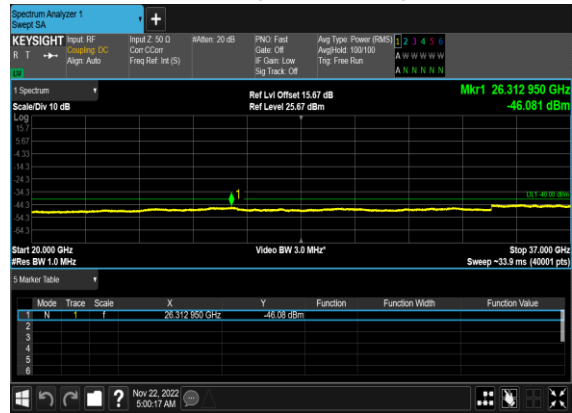 Spectrum Analyzer 1
Swept SA
KEYSIGHT Input: RF Input Z: 50 Ω #Atten: 20 dB PNO: Fast Avg Type: Power (RMS) 1 2 3 4 5 6
R T Coupling: DC Corr CCorr Gate: Off Avg|Hold: 100/100 A W W W W W
Align: Auto Freq Ref: Int (S) IF Gain: Low Trig: Free Run
Sig Track: Off A N N N N N
1 Spectrum Ref Lvl Offset 15.67 dB Mkr1 26.312 950 GHz
Scale/Div 10 dB Ref Level 25.67 dBm -46.081 dBm
Log
15.7
5.67
-4.33
-14.3
-24.3
-34.3 1
-44.3
-54.3
-64.3
Start 20.000 GHz Video BW 3.0 MHz* Stop 37.000 GHz
#Res BW 1.0 MHz Sweep ~33.9 ms (40001 pts)
5 Marker Table
Mode Trace Scale X Y Function Function Width Function Value
1 N 1 f 26.312 950 GHz -46.08 dBm
2
3
4
5
6
Nov 22, 2022
5:00:17 AM